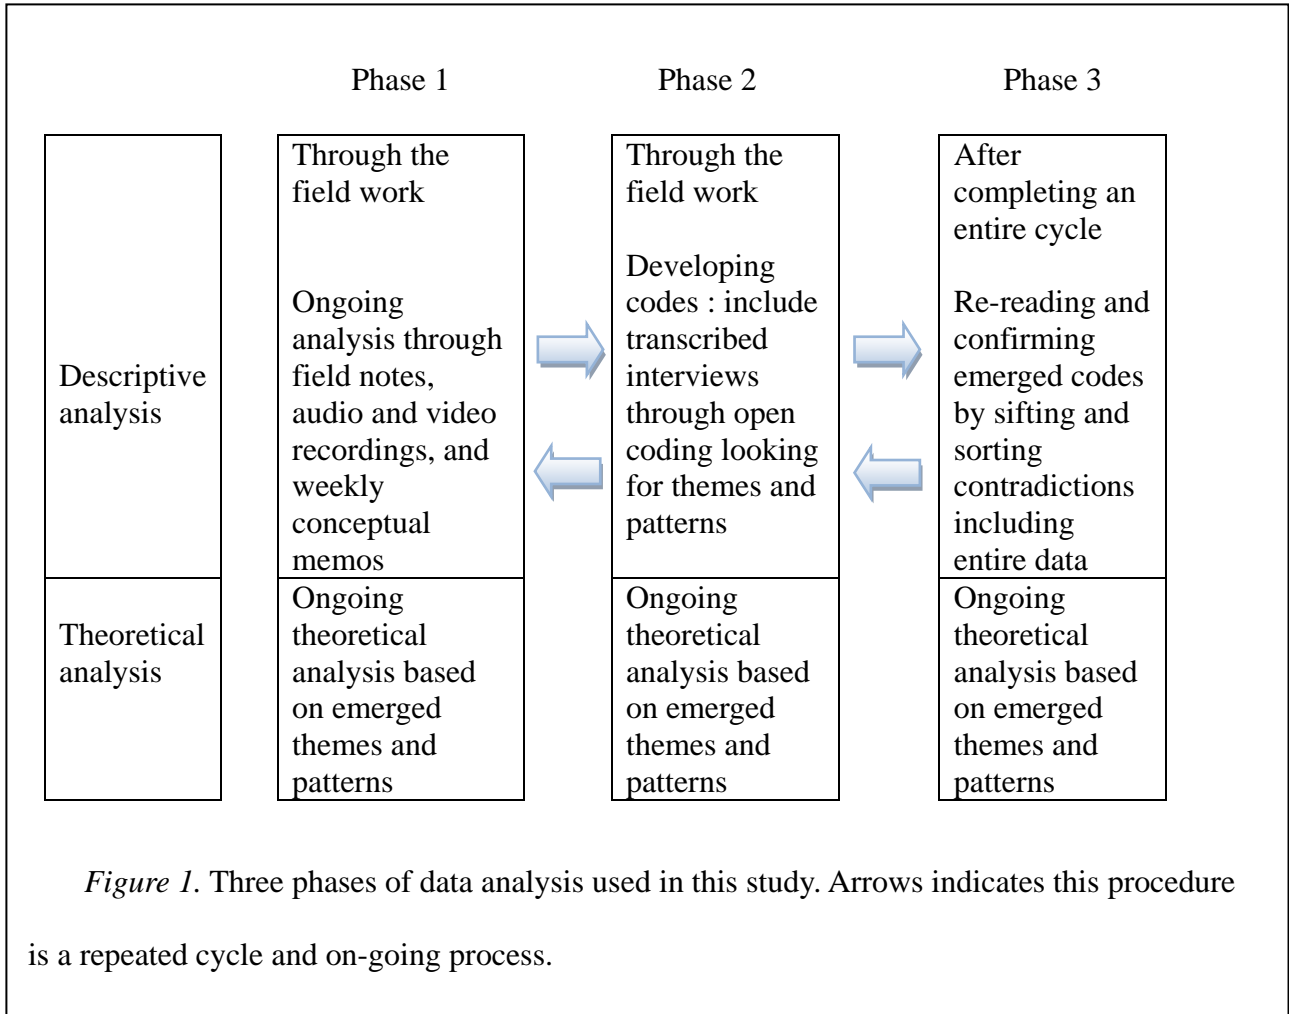 Phase 1
Phase 2
Phase 3
Descriptive
analysis
Through the
field work
Ongoing
analysis through
field notes,
audio and video
recordings, and
weekly
conceptual
memos
Through the
field work
Developing
codes : include
transcribed
interviews
through open
coding looking
for themes and
patterns
After
completing an
entire cycle
Re-reading and
confirming
emerged codes
by sifting and
sorting
contradictions
including
entire data
Theoretical
analysis
Ongoing
theoretical
analysis based
on emerged
themes and
patterns
Ongoing
theoretical
analysis based
on emerged
themes and
patterns
Ongoing
theoretical
analysis based
on emerged
themes and
patterns
Figure 1. Three phases of data analysis used in this study. Arrows indicates this procedure
is a repeated cycle and on-going process.